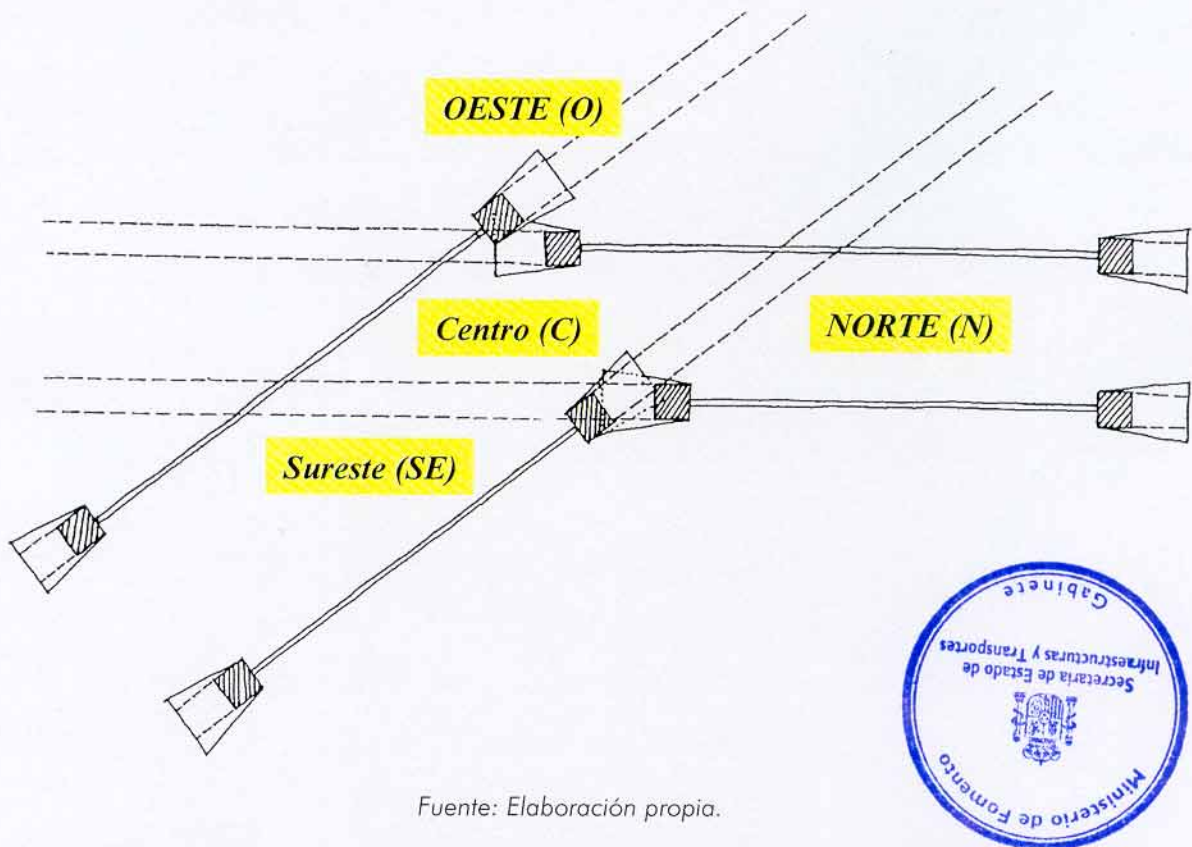 OESTE (O)
Centro (C)
NORTE (N)
Sureste (SE)
Fuente: Elaboración propia.
Ministerio de Fomento
Secretaría de Estado de
Infraestructuras y Transportes
Gabinete